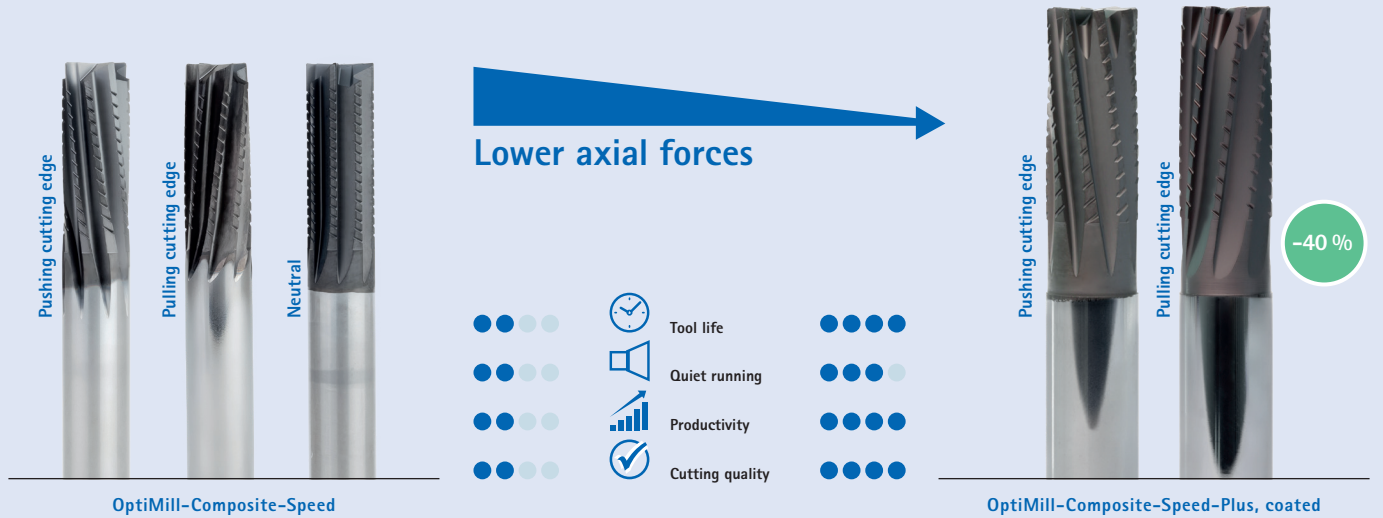 Pushing cutting edge
Pulling cutting edge
Neutral
Lower axial forces
Tool life
Quiet running
Productivity
Cutting quality
Pushing cutting edge
Pulling cutting edge
-40 %
OptiMill-Composite-Speed
OptiMill-Composite-Speed-Plus, coated